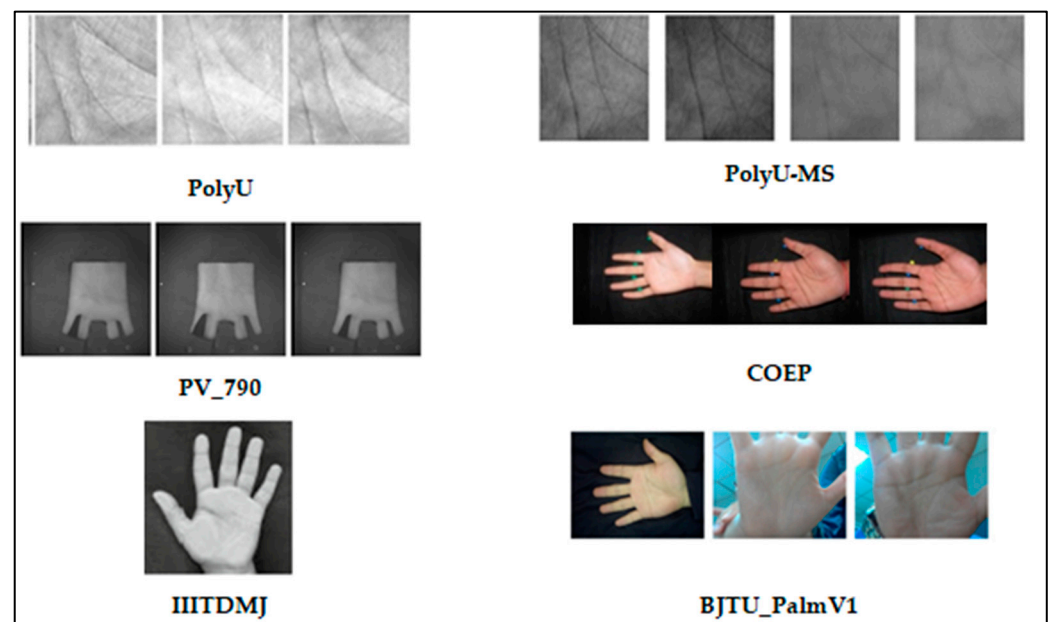 PolyU
PolyU-MS
PV_790
COEP
IIITDMJ
BJTU_PalmV1